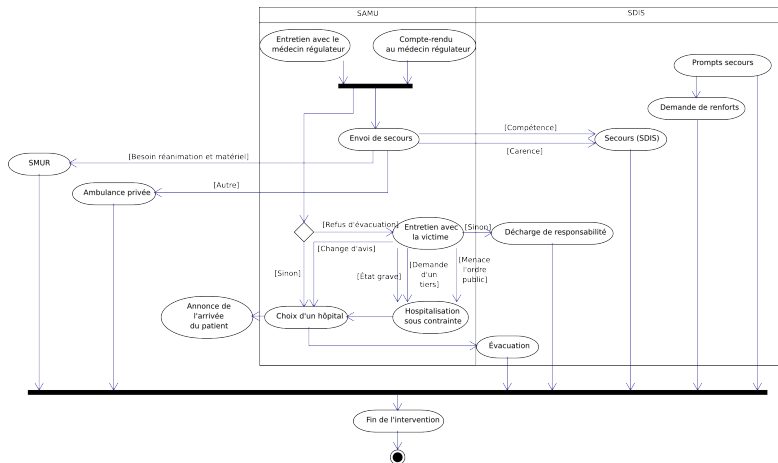 SAMU
SDIS
Entretien avec le
médecin régulateur
Compte-rendu
au médecin régulateur
Prompts secours
Demande de renforts
[Compétence]
Envoi de secours
Secours (SDIS)
[Carence]
[Besoin réanimation et matériel]
SMUR
[Autre]
Ambulance privée
[Refus d'évacuation]
Entretien avec
la victime
[Sinon]
Décharge de responsabilité
[Change d'avis]
[Sinon]
[État grave]
[Demande
d'un
tiers]
[Menace
l'ordre
public]
Annonce de
l'arrivée
du patient
Choix d'un hôpital
Hospitalisation
sous contrainte
Évacuation
Fin de l'intervention